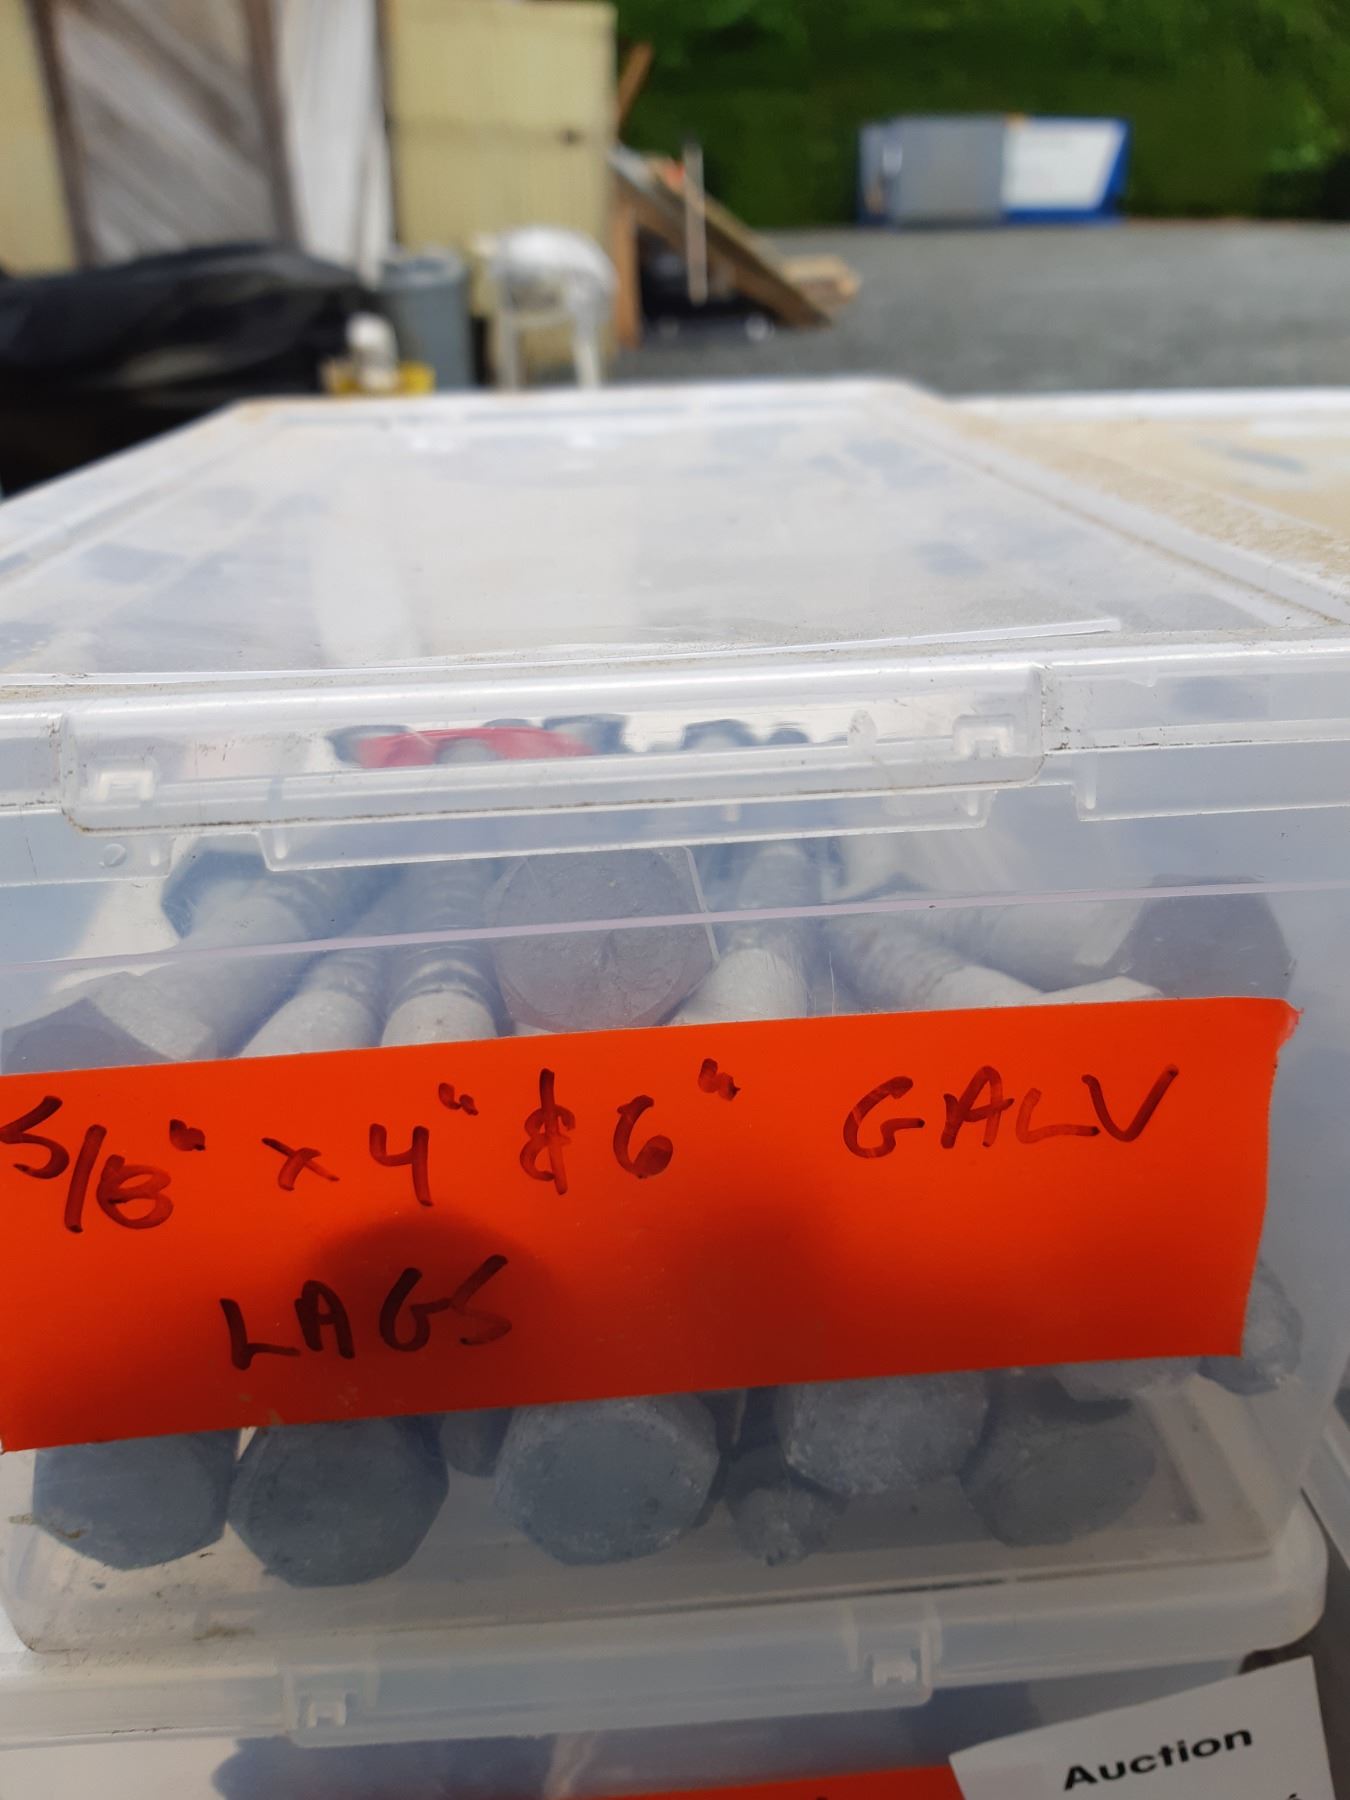 5/8" x 4" & 6" GALV
LAGS
Auction